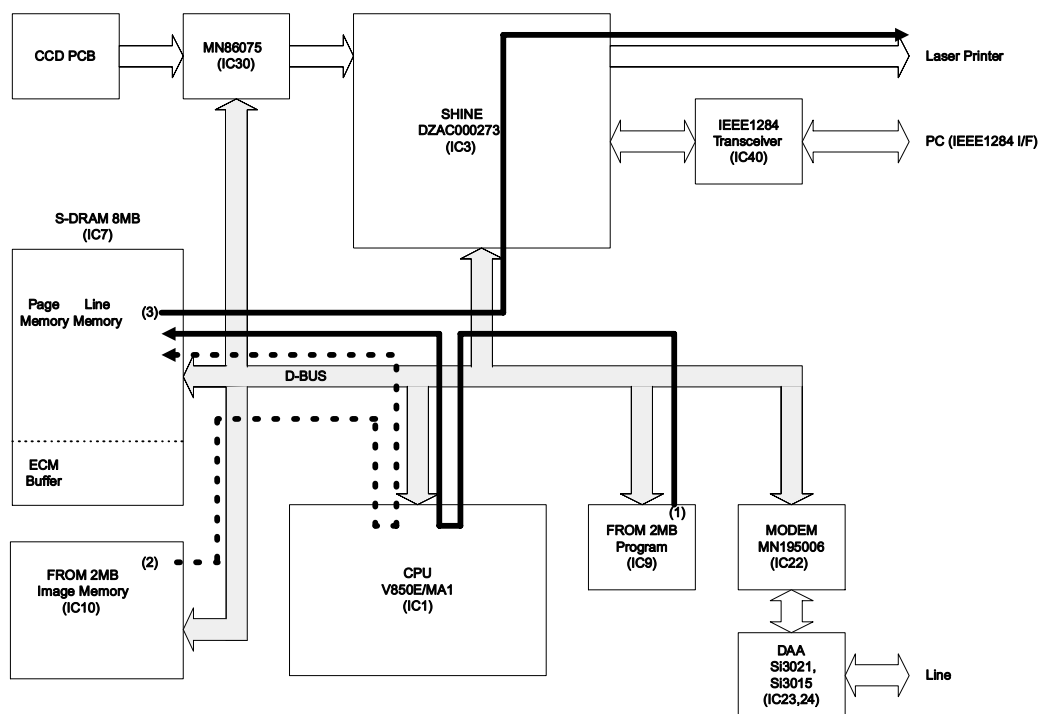 CCD PCB
MN86075
(IC30)
SHINE
DZAC000273
(IC3)
Laser Printer
IEEE1284
Transceiver
(IC40)
PC (IEEE1284 I/F)
S-DRAM 8MB
(IC7)
Page Line
Memory Memory
(3)
D-BUS
ECM
Buffer
(2)
FROM 2MB
Image Memory
(IC10)
CPU
V850E/MA1
(IC1)
(1)
FROM 2MB
Program
(IC9)
MODEM
MN195006
(IC22)
DAA
Si3021,
Si3015
(IC23,24)
Line